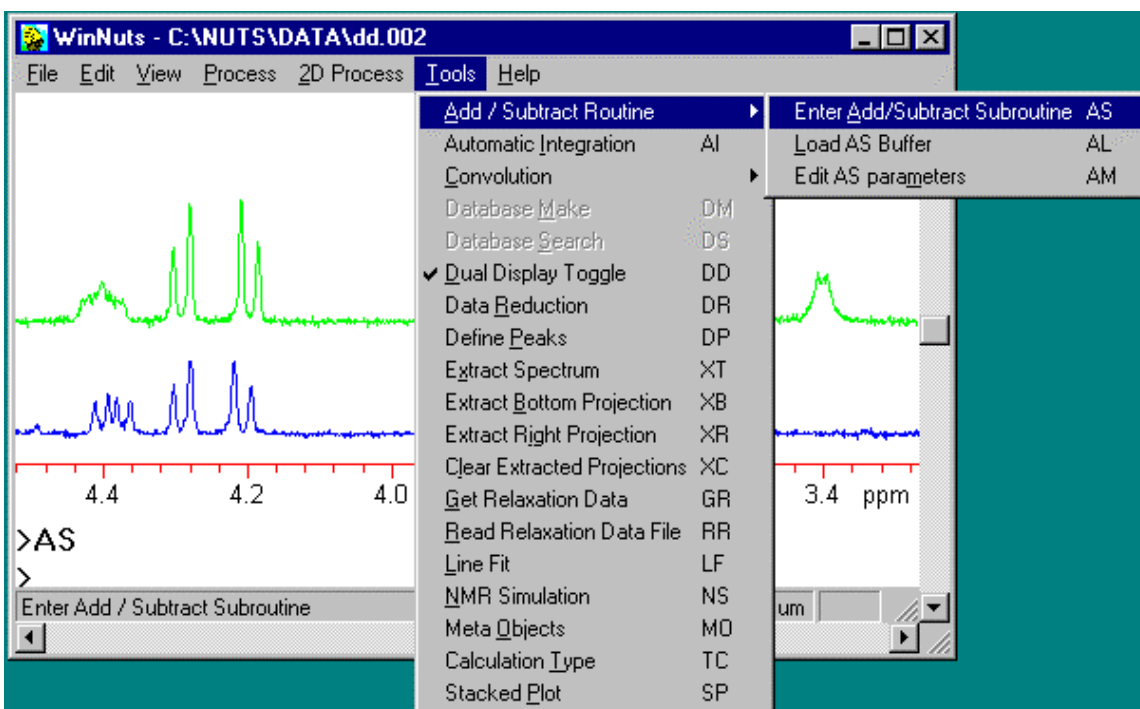 WinNuts - C:\NUTS\DATA\dd.002
File Edit View Process 2D Process Tools Help
Add / Subtract Routine
Enter Add/Subtract Subroutine AS
Automatic Integration AI
Load AS Buffer AL
Convolution
Edit AS parameters AM
Database Make DM
Database Search DS
Dual Display Toggle DD
Data Reduction DR
Define Peaks DP
Extract Spectrum XT
Extract Bottom Projection XB
Extract Right Projection XR
Clear Extracted Projections XC
4.4 4.2 4.0 3.4 ppm
Get Relaxation Data GR
Read Relaxation Data File RR
>AS
Line Fit LF
>
NMR Simulation NS
Enter Add / Subtract Subroutine um
Meta Objects MO
Calculation Type TC
Stacked Plot SP